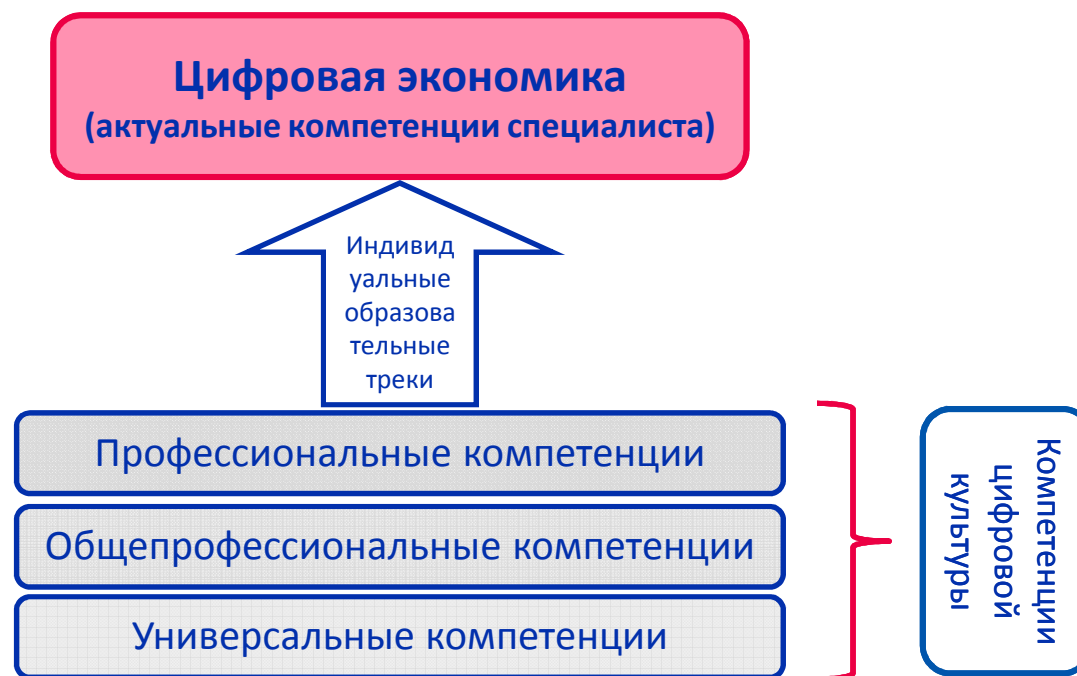 Цифровая экономика
(актуальные компетенции специалиста)
Индивид
уальные
образова
тельные
треки
Профессиональные компетенции
Общепрофессиональные компетенции
Универсальные компетенции
Компетенции
цифровой
культуры